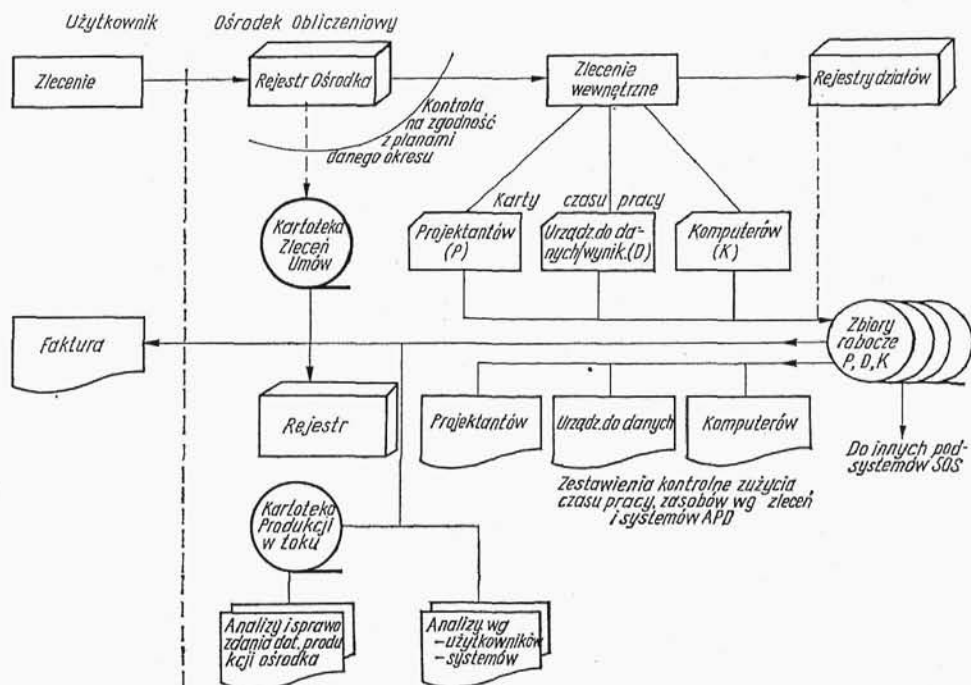 Użytkownik
Ośrodek Obliczeniowy
Zlecenie
Rejestr Ośrodka
Zlecenia
wewnętrzne
Rejestry działów
Kontrola
na zgodność
z planami
danego okresu
Karty czasu pracy
Kartoteka
Zleceń
Umów
Projektantów
(P)
Urządz. do da-
nych/wynik.(D)
Komputerów
(K)
Faktura
Zbiory
robocze
P, D, K
Rejestr
Projektantów
Urządz. do danych
Komputerów
Do innych pod-
systemów SOS
Zestawienia kontrolne zużycia
czasu pracy, zasobów wg zleceń
i systemów APD
Kartoteka
Produkcji
w toku
Analizy i sprawo
zdania dot. produ
kcji ośrodka
Analizy wg
-użytkowników
-systemów